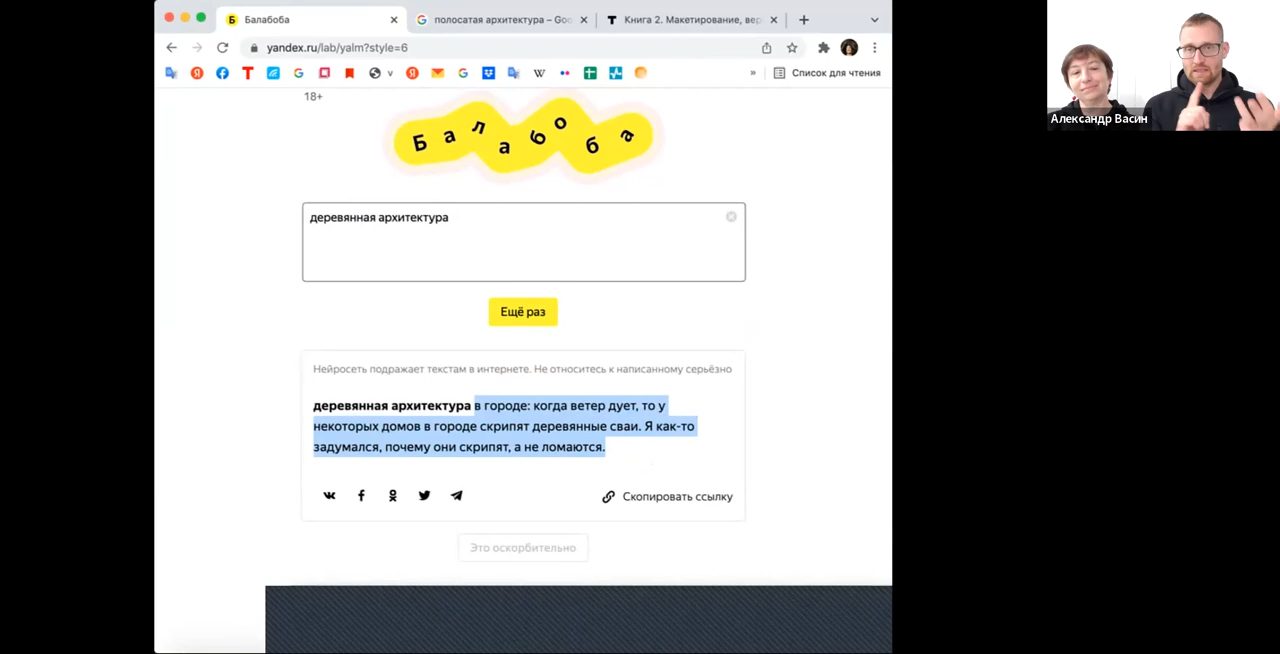 Балабоба
полосатая архитектура – Goo
Книга 2. Макетирование, вер
yandex.ru/lab/yalm?style=6
Список для чтения
18+
Балабоба
деревянная архитектура
Ещё раз
Нейросеть подражает текстам в интернете. Не относитесь к написанному серьёзно
деревянная архитектура в городе: когда ветер дует, то у
некоторых домов в городе скрипят деревянные сваи. Я как-то
задумался, почему они скрипят, а не ломаются.
Скопировать ссылку
Это оскорбительно
Александр Васин